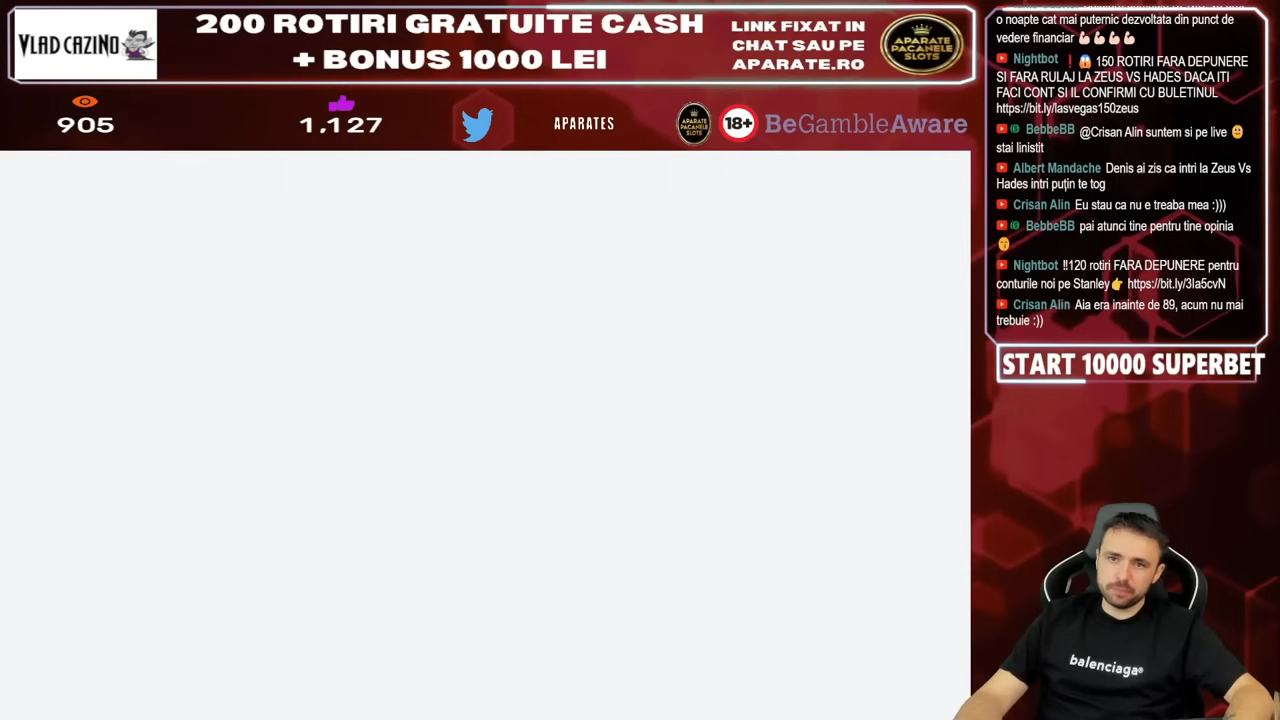 VLAD CAZINO
200 ROTIRI GRATUITE CASH
+ BONUS 1000 LEI
LINK FIXAT IN
CHAT SAU PE
APARATE.RO
APARATE
PACANELE
SLOTS
905
1,127
APARATES
APARATE
PACANELE
SLOTS
18+
BeGambleAware
o noapte cat mai puternic dezvoltata din punct de
vedere financiar 💪🏻💪🏻💪🏻💪🏻
Nightbot ❗😱 150 ROTIRI FARA DEPUNERE
SI FARA RULAJ LA ZEUS VS HADES DACA ITI
FACI CONT SI IL CONFIRMI CU BULETINUL
https://bit.ly/lasvegas150zeus
BebbeBB @Crisan Alin suntem si pe live
stai linistit
Albert Mandache Denis ai zis ca intri la Zeus Vs
Hades intri puțin te tog
Crisan Alin Eu stau ca nu e treaba mea :)))
BebbeBB pai atunci tine pentru tine opinia
Nightbot ‼120 rotiri FARA DEPUNERE pentru
conturile noi pe Stanley👉 https://bit.ly/3Ia5cvN
Crisan Alin Aia era inainte de 89, acum nu mai
trebuie :))
START 10000 SUPERBET
balenciaga®